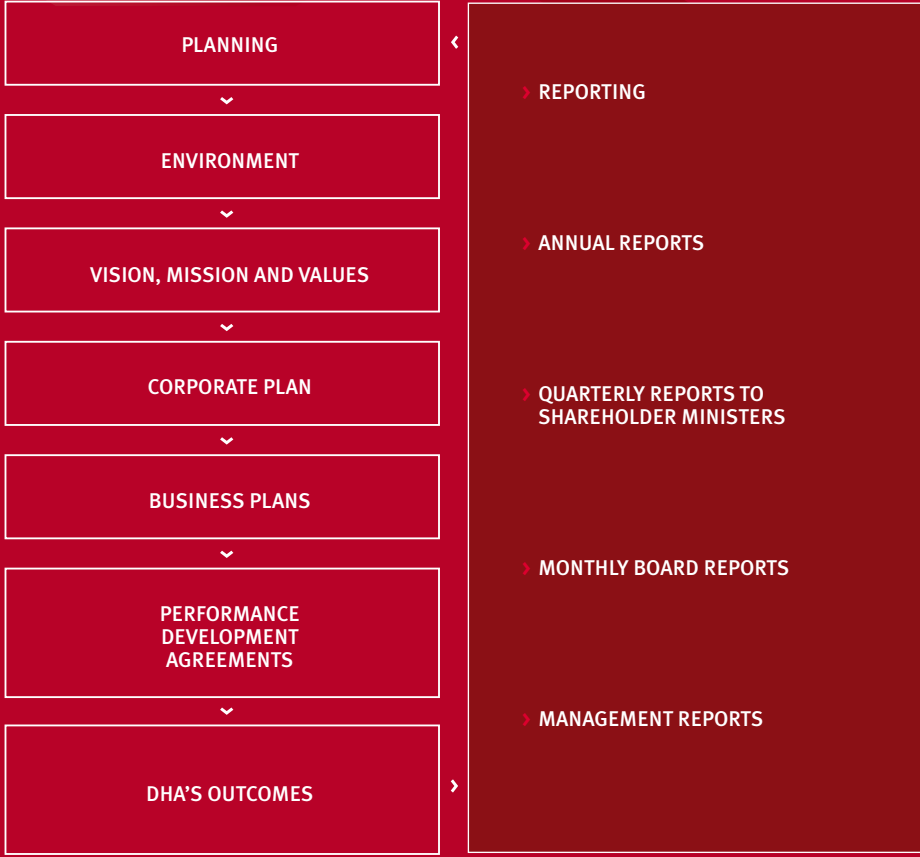 PLANNING
ENVIRONMENT
VISION, MISSION AND VALUES
CORPORATE PLAN
BUSINESS PLANS
PERFORMANCE
DEVELOPMENT
AGREEMENTS
DHA’S OUTCOMES
REPORTING
ANNUAL REPORTS
QUARTERLY REPORTS TO
SHAREHOLDER MINISTERS
MONTHLY BOARD REPORTS
MANAGEMENT REPORTS